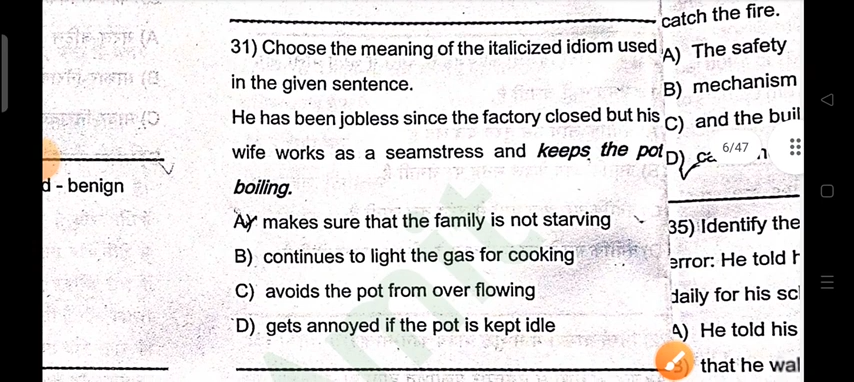 d - benign
31) Choose the meaning of the italicized idiom used
in the given sentence.
He has been jobless since the factory closed but his
wife works as a seamstress and keeps the pot
boiling.
A) makes sure that the family is not starving
B) continues to light the gas for cooking
C) avoids the pot from over flowing
D) gets annoyed if the pot is kept idle
catch the fire.
A) The safety
B) mechanism
C) and the buil
D)
6/47
35) Identify the
error: He told h
daily for his scl
A) He told his
that he wal